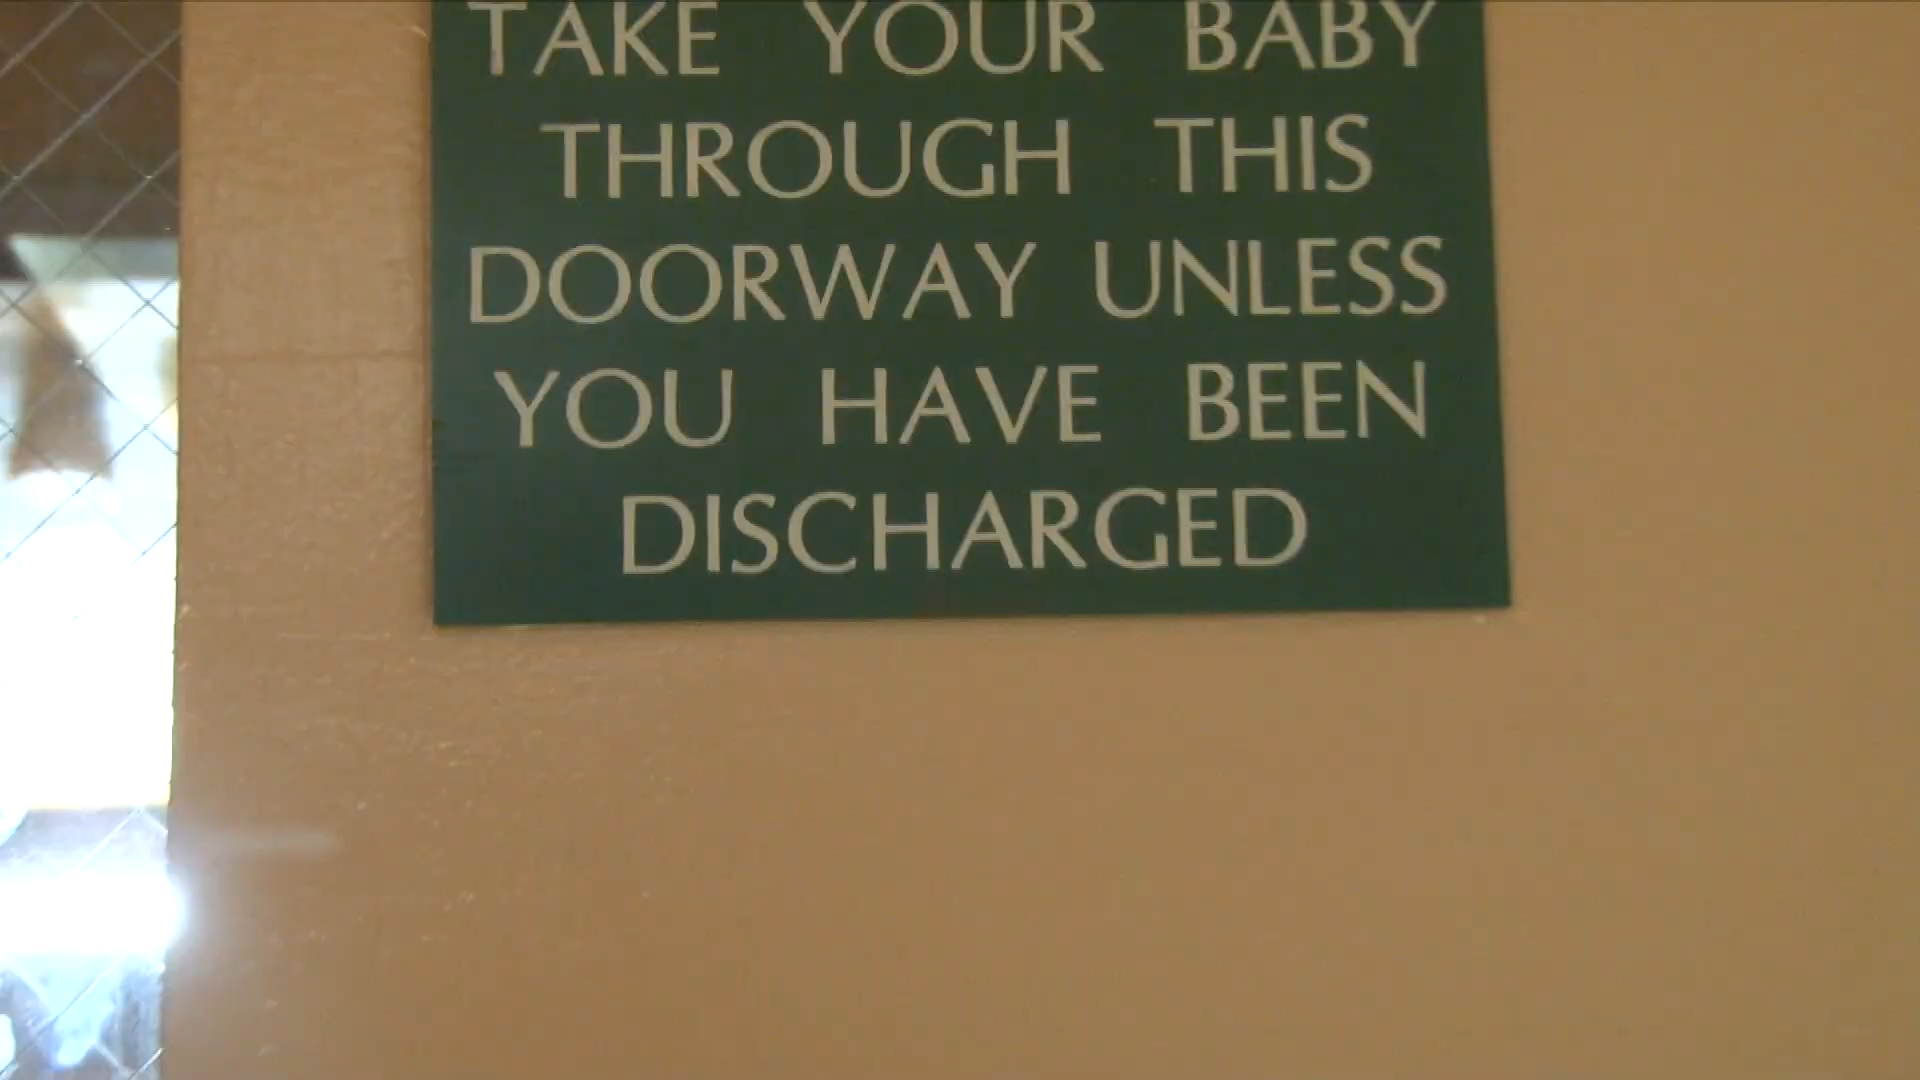 TAKE YOUR BABY
THROUGH THIS
DOORWAY UNLESS
YOU HAVE BEEN
DISCHARGED